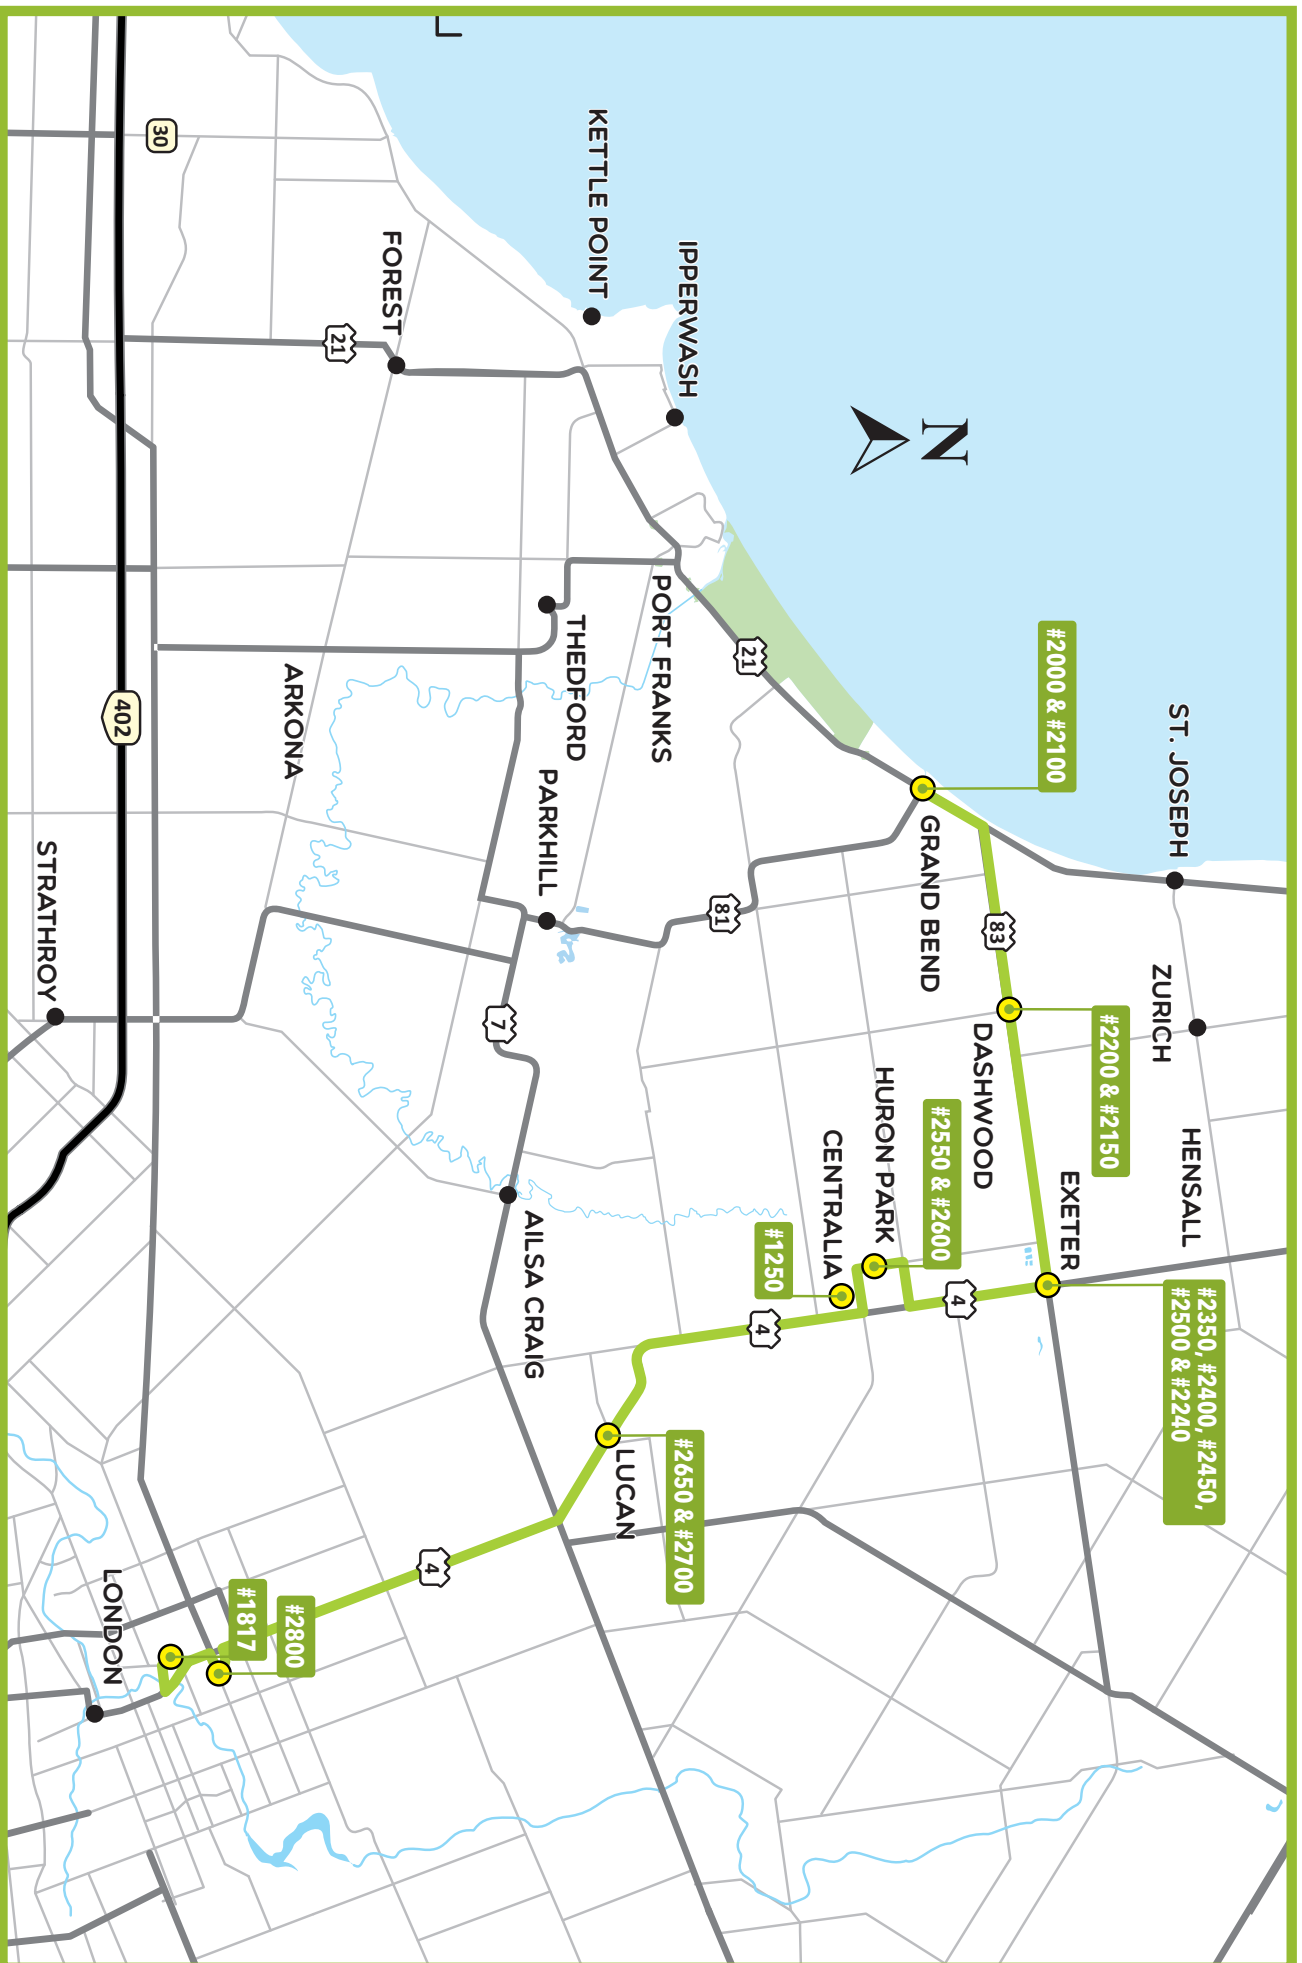 ST. JOSEPH
ZURICH
HENSALL
#2000 & #2100
#2200 & #2150
EXETER
#2350, #2400, #2450,
#2500 & #2240
N
GRAND BEND
83
DASHWOOD
#2550 & #2600
4
HURON PARK
CENTRALIA
#1250
4
KETTLE POINT
IPPERWASH
21
PORT FRANKS
81
#2650 & #2700
LUCAN
THEDFORD
PARKHILL
7
AILSA CRAIG
FOREST
21
4
ARKONA
#2800
#1817
30
402
LONDON
STRATHROY